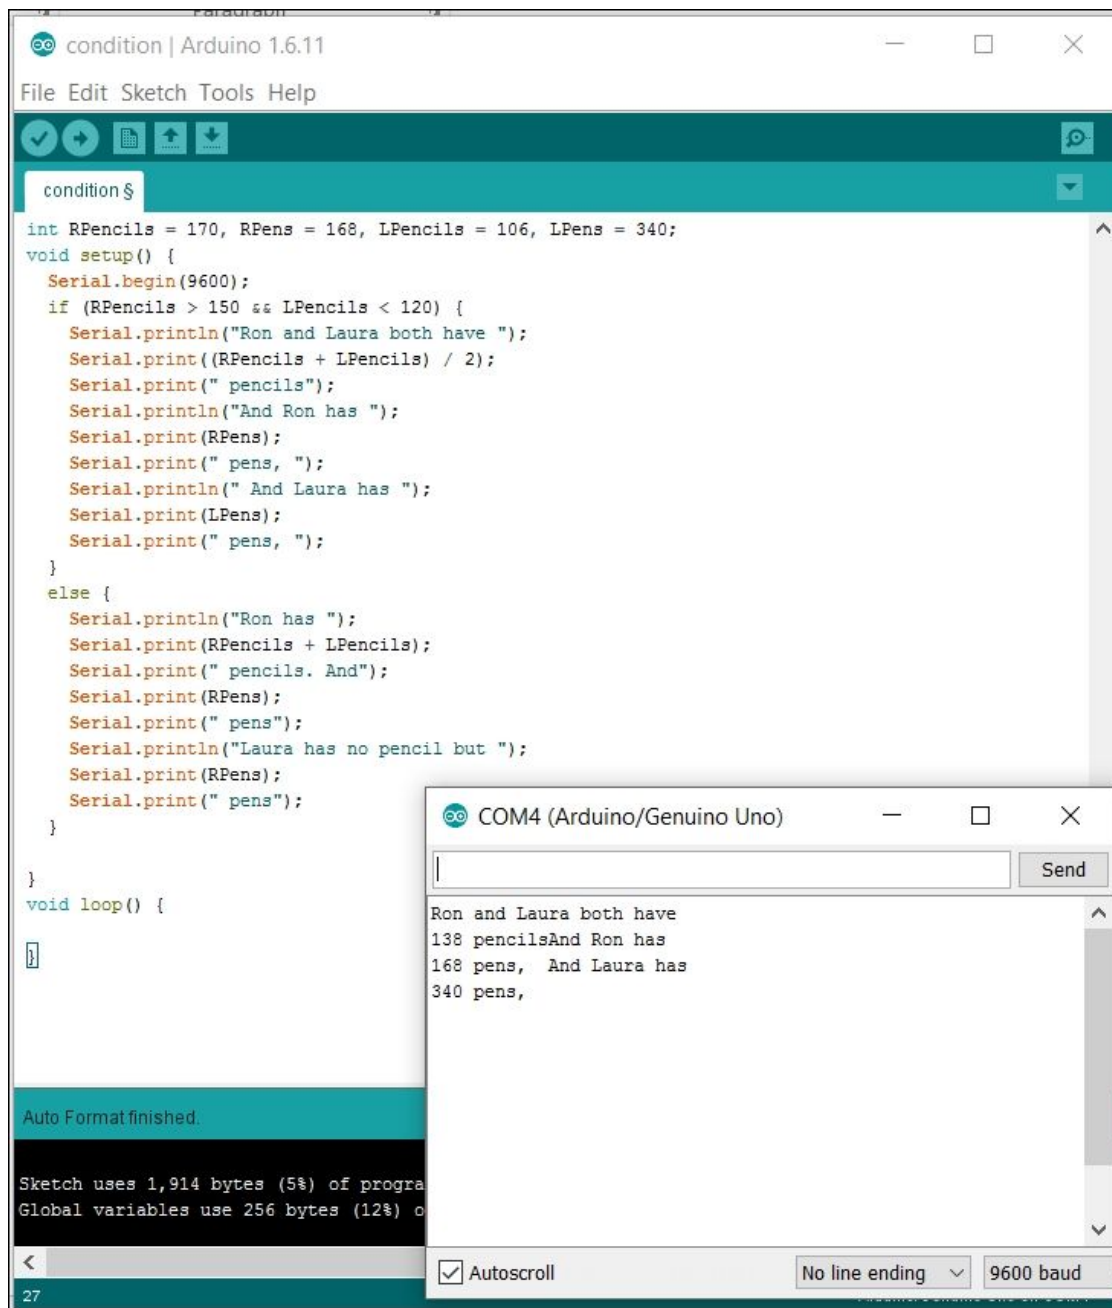 Paragraph
condition | Arduino 1.6.11
File Edit Sketch Tools Help
condition §
int RPencils = 170, RPens = 168, LPencils = 106, LPens = 340;
void setup() {
  Serial.begin(9600);
  if (RPencils > 150 && LPencils < 120) {
    Serial.println("Ron and Laura both have ");
    Serial.print((RPencils + LPencils) / 2);
    Serial.print(" pencils");
    Serial.println("And Ron has ");
    Serial.print(RPens);
    Serial.print(" pens, ");
    Serial.println(" And Laura has ");
    Serial.print(LPens);
    Serial.print(" pens, ");
  }
  else {
    Serial.println("Ron has ");
    Serial.print(RPencils + LPencils);
    Serial.print(" pencils. And");
    Serial.print(RPens);
    Serial.print(" pens");
    Serial.println("Laura has no pencil but ");
    Serial.print(RPens);
    Serial.print(" pens");
  }
}
void loop() {
}
COM4 (Arduino/Genuino Uno)
Send
Ron and Laura both have
138 pencilsAnd Ron has
168 pens,  And Laura has
340 pens,
Auto Format finished.
Sketch uses 1,914 bytes (5%) of progra
Global variables use 256 bytes (12%) o
Autoscroll
No line ending
9600 baud
27